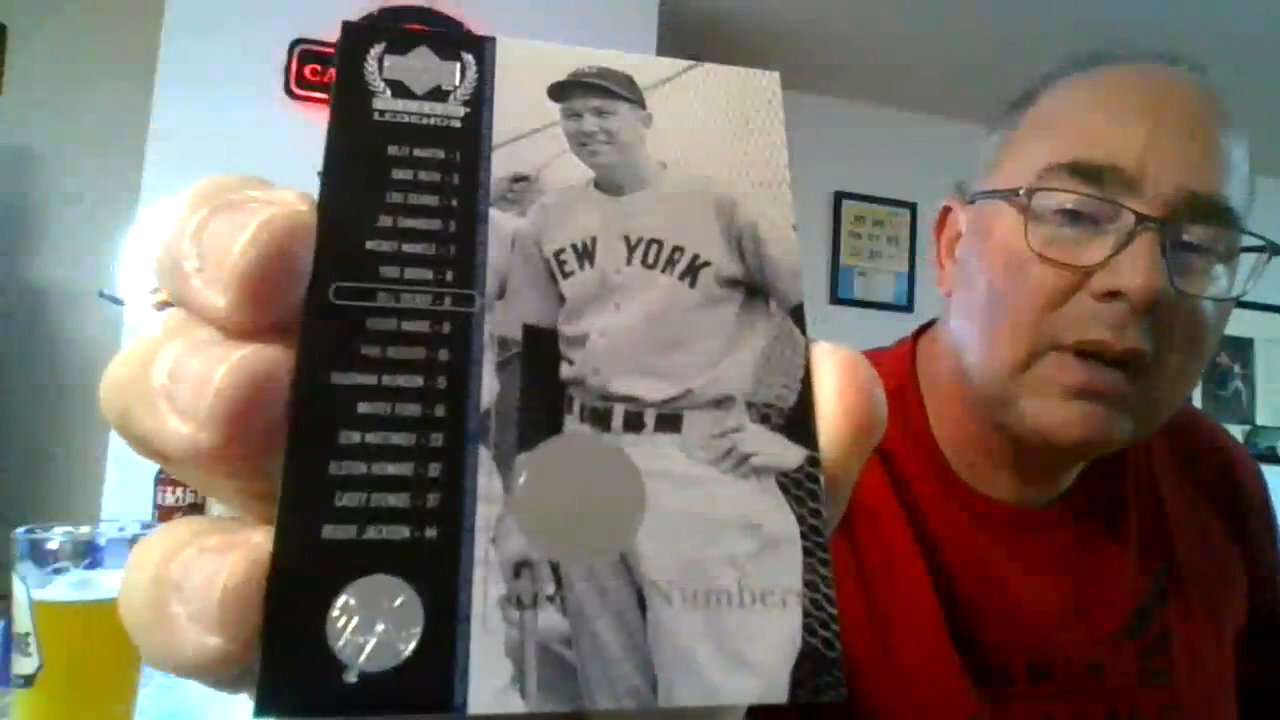 CA
LEGENDS
BILLY MARTIN - 1
BABE RUTH - 3
LOU GEHRIG - 4
JOE DIMAGGIO - 5
MICKEY MANTLE - 7
YOGI BERRA - 8
BILL DICKEY - 8
ROGER MARIS - 9
PHIL RIZZUTO - 10
THURMAN MUNSON - 15
WHITEY FORD - 16
DON MATTINGLY - 23
ELSTON HOWARD - 32
CASEY STENGEL - 37
REGGIE JACKSON - 44
NEW YORK
Numbers